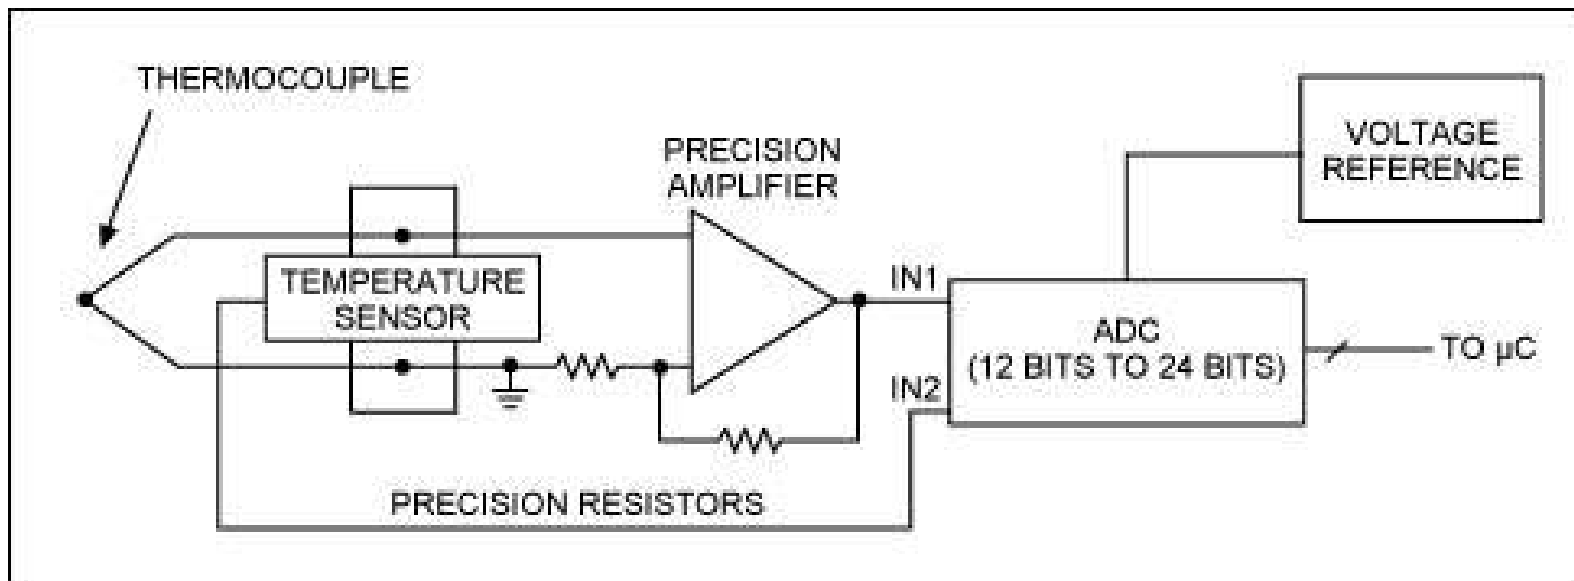 THERMOCOUPLE
PRECISION
AMPLIFIER
VOLTAGE
REFERENCE
TEMPERATURE
SENSOR
IN1
ADC
(12 BITS TO 24 BITS)
TO µC
IN2
PRECISION RESISTORS